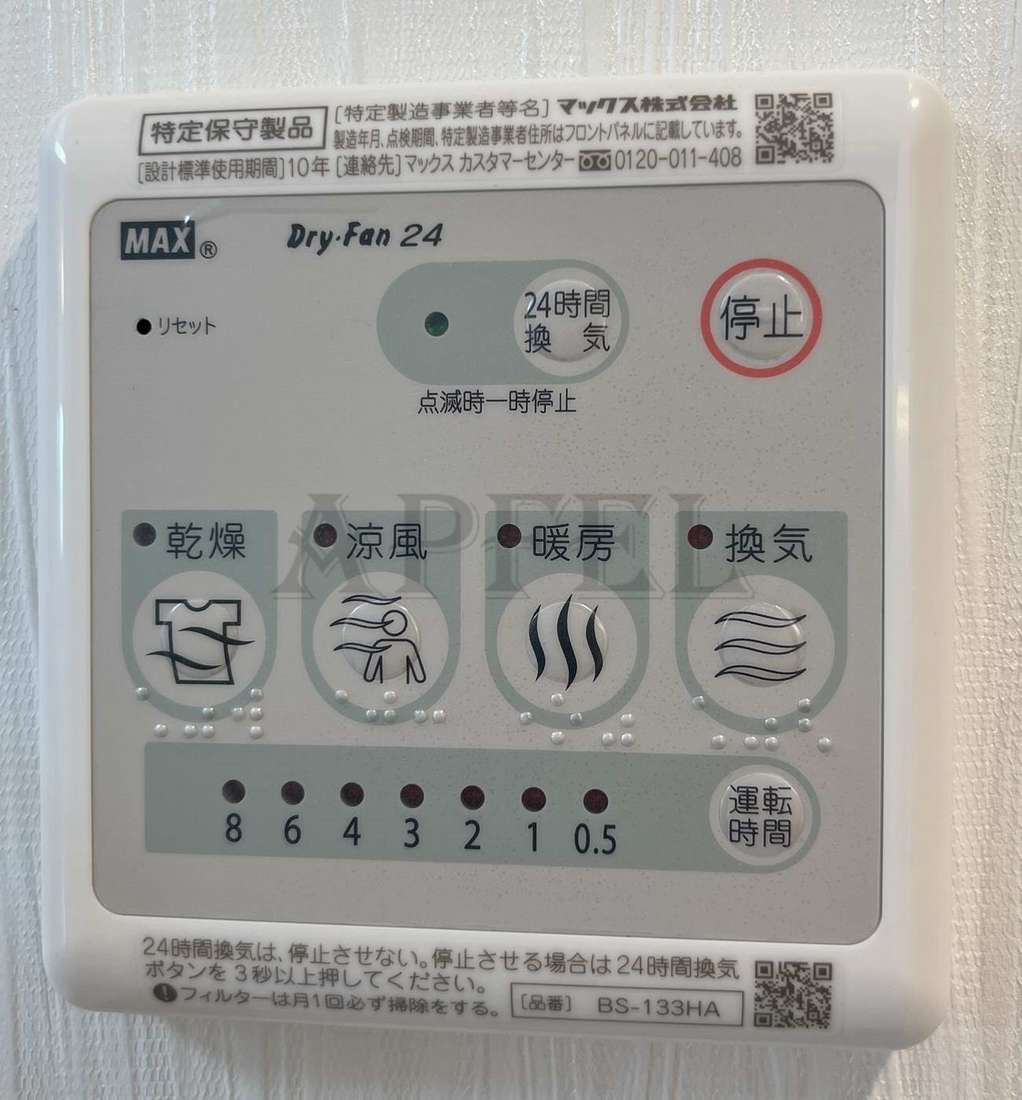 特定保守製品
[特定製造事業者等名] マックス株式会社
製造年月、点検期間、特定製造事業者住所はフロントパネルに記載しています。
[設計標準使用期間]10年 [連絡先] マックス カスタマーセンター 0120-011-408
MAX® Dry・Fan 24
リセット
24時間
換 気
停止
点滅時一時停止
APFEL
乾燥 涼風 暖房 換気
8 6 4 3 2 1 0.5
運転
時間
24時間換気は、停止させない。停止させる場合は24時間換気
ボタンを3秒以上押してください。
フィルターは月1回必ず掃除をする。 [品番] BS-133HA